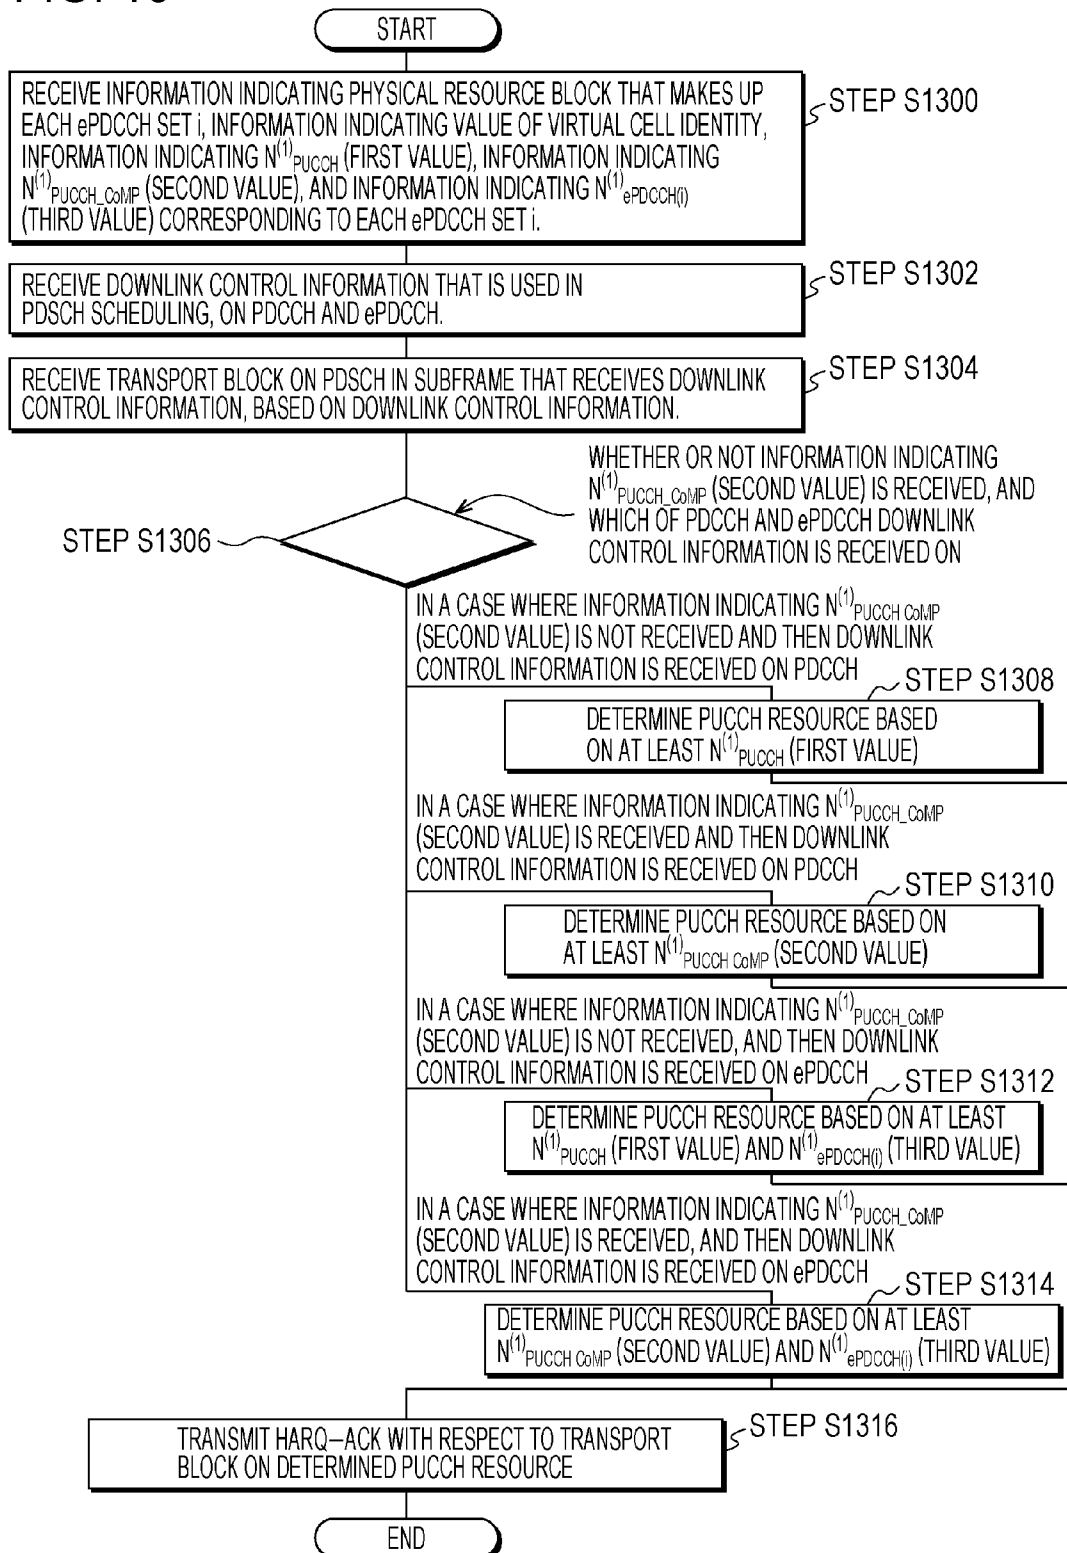 START
RECEIVE INFORMATION INDICATING PHYSICAL RESOURCE BLOCK THAT MAKES UP
EACH ePDCCH SET i, INFORMATION INDICATING VALUE OF VIRTUAL CELL IDENTITY,
INFORMATION INDICATING N(1)PUCCH (FIRST VALUE), INFORMATION INDICATING
N(1)PUCCH_CoMP (SECOND VALUE), AND INFORMATION INDICATING N(1)ePDCCH(i)
(THIRD VALUE) CORRESPONDING TO EACH ePDCCH SET i.
STEP S1300
RECEIVE DOWNLINK CONTROL INFORMATION THAT IS USED IN
PDSCH SCHEDULING, ON PDCCH AND ePDCCH.
STEP S1302
RECEIVE TRANSPORT BLOCK ON PDSCH IN SUBFRAME THAT RECEIVES DOWNLINK
CONTROL INFORMATION, BASED ON DOWNLINK CONTROL INFORMATION.
STEP S1304
WHETHER OR NOT INFORMATION INDICATING
N(1)PUCCH_CoMP (SECOND VALUE) IS RECEIVED, AND
WHICH OF PDCCH AND ePDCCH DOWNLINK
CONTROL INFORMATION IS RECEIVED ON
STEP S1306
IN A CASE WHERE INFORMATION INDICATING N(1)PUCCH CoMP
(SECOND VALUE) IS NOT RECEIVED AND THEN DOWNLINK
CONTROL INFORMATION IS RECEIVED ON PDCCH
STEP S1308
DETERMINE PUCCH RESOURCE BASED
ON AT LEAST N(1)PUCCH (FIRST VALUE)
IN A CASE WHERE INFORMATION INDICATING N(1)PUCCH_CoMP
(SECOND VALUE) IS RECEIVED AND THEN DOWNLINK
CONTROL INFORMATION IS RECEIVED ON PDCCH
STEP S1310
DETERMINE PUCCH RESOURCE BASED ON
AT LEAST N(1)PUCCH CoMP (SECOND VALUE)
IN A CASE WHERE INFORMATION INDICATING N(1)PUCCH_CoMP
(SECOND VALUE) IS NOT RECEIVED, AND THEN DOWNLINK
CONTROL INFORMATION IS RECEIVED ON ePDCCH
STEP S1312
DETERMINE PUCCH RESOURCE BASED ON AT LEAST
N(1)PUCCH (FIRST VALUE) AND N(1)ePDCCH(i) (THIRD VALUE)
IN A CASE WHERE INFORMATION INDICATING N(1)PUCCH_CoMP
(SECOND VALUE) IS RECEIVED, AND THEN DOWNLINK
CONTROL INFORMATION IS RECEIVED ON ePDCCH
STEP S1314
DETERMINE PUCCH RESOURCE BASED ON AT LEAST
N(1)PUCCH CoMP (SECOND VALUE) AND N(1)ePDCCH(i) (THIRD VALUE)
TRANSMIT HARQ-ACK WITH RESPECT TO TRANSPORT
BLOCK ON DETERMINED PUCCH RESOURCE
STEP S1316
END